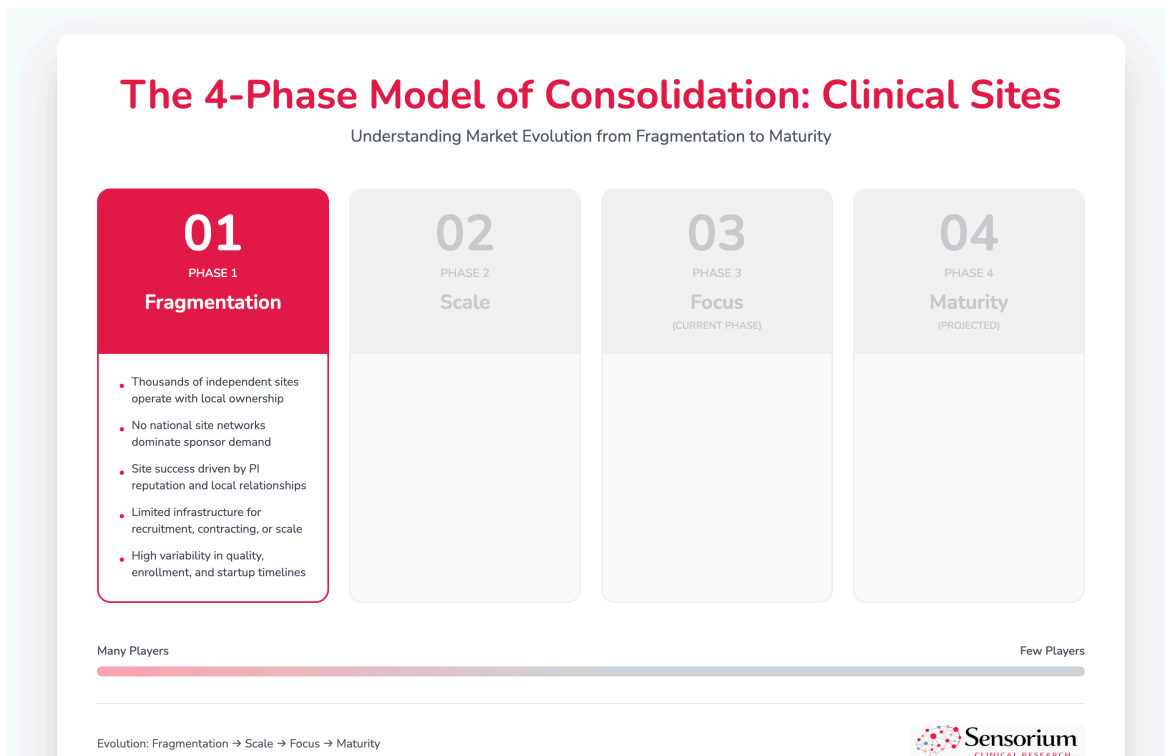 The 4-Phase Model of Consolidation: Clinical Sites
Understanding Market Evolution from Fragmentation to Maturity
01
PHASE 1
Fragmentation
Thousands of independent sites
operate with local ownership
No national site networks
dominate sponsor demand
Site success driven by PI
reputation and local relationships
Limited infrastructure for
recruitment, contracting, or scale
High variability in quality,
enrollment, and startup timelines
02
PHASE 2
Scale
03
PHASE 3
Focus
(CURRENT PHASE)
04
PHASE 4
Maturity
(PROJECTED)
Many Players
Few Players
Evolution: Fragmentation → Scale → Focus → Maturity
Sensorium
CLINICAL RESEARCH